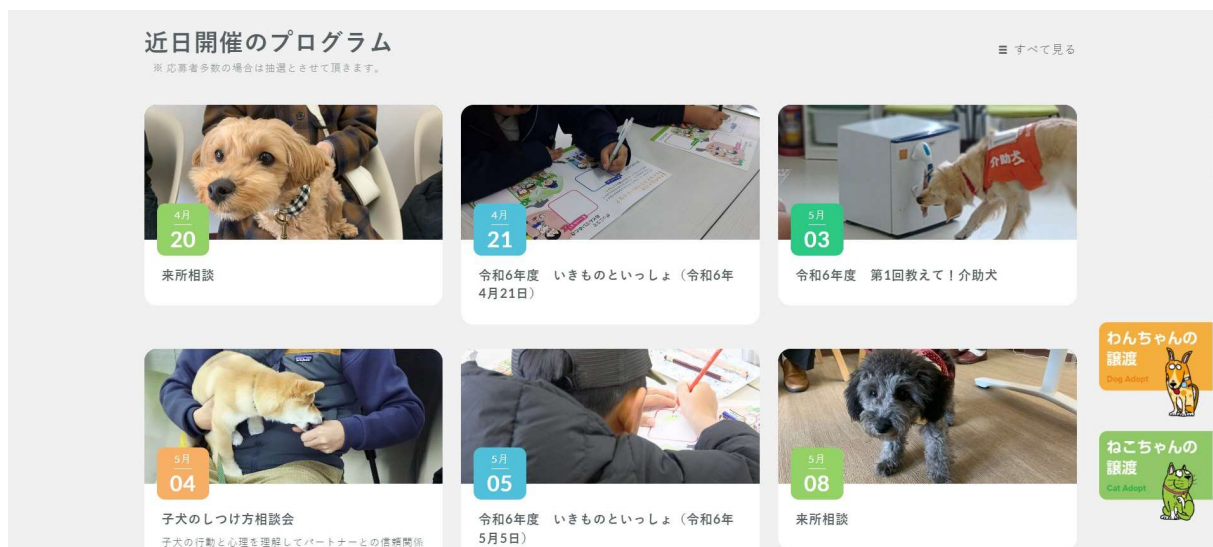 近日開催のプログラム
※ 応募者多数の場合は抽選とさせて頂きます。
≡ すべて見る
4月
20
来所相談
4月
21
令和6年度　いきものといっしょ（令和6年
4月21日）
介助犬
5月
03
令和6年度　第1回教えて！介助犬
5月
04
子犬のしつけ方相談会
子犬の行動と心理を理解してパートナーとの信頼関係
5月
05
令和6年度　いきものといっしょ（令和6年
5月5日）
5月
08
来所相談
わんちゃんの
譲渡
Dog Adopt
ねこちゃんの
譲渡
Cat Adopt